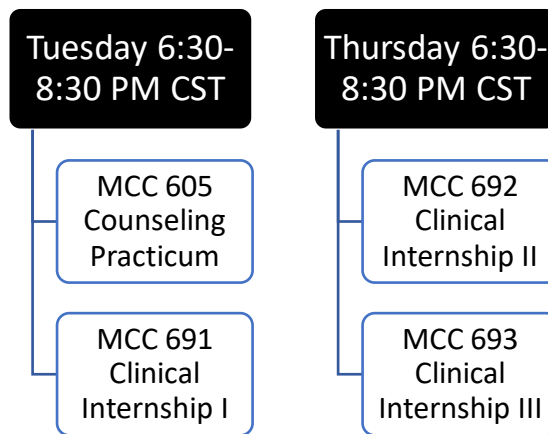 Tuesday 6:30-
8:30 PM CST
MCC 605
Counseling
Practicum
MCC 691
Clinical
Internship I
Thursday 6:30-
8:30 PM CST
MCC 692
Clinical
Internship II
MCC 693
Clinical
Internship III